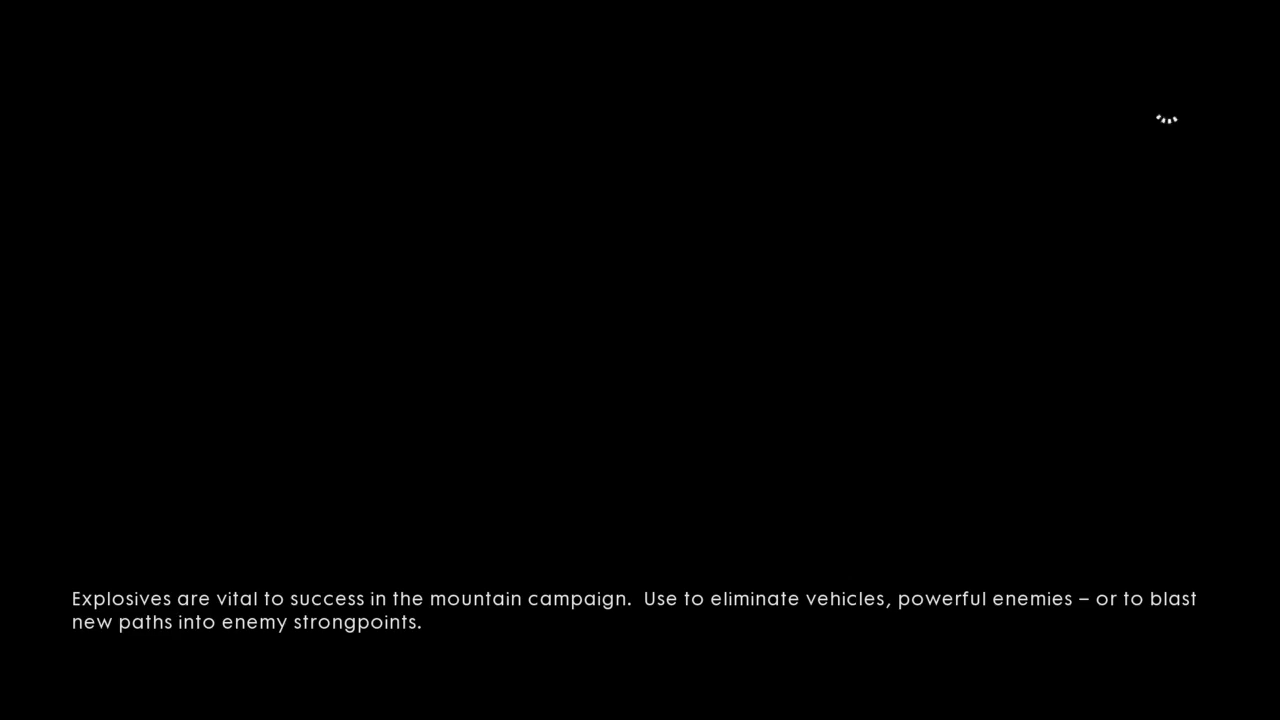 Explosives are vital to success in the mountain campaign.  Use to eliminate vehicles, powerful enemies – or to blast
new paths into enemy strongpoints.